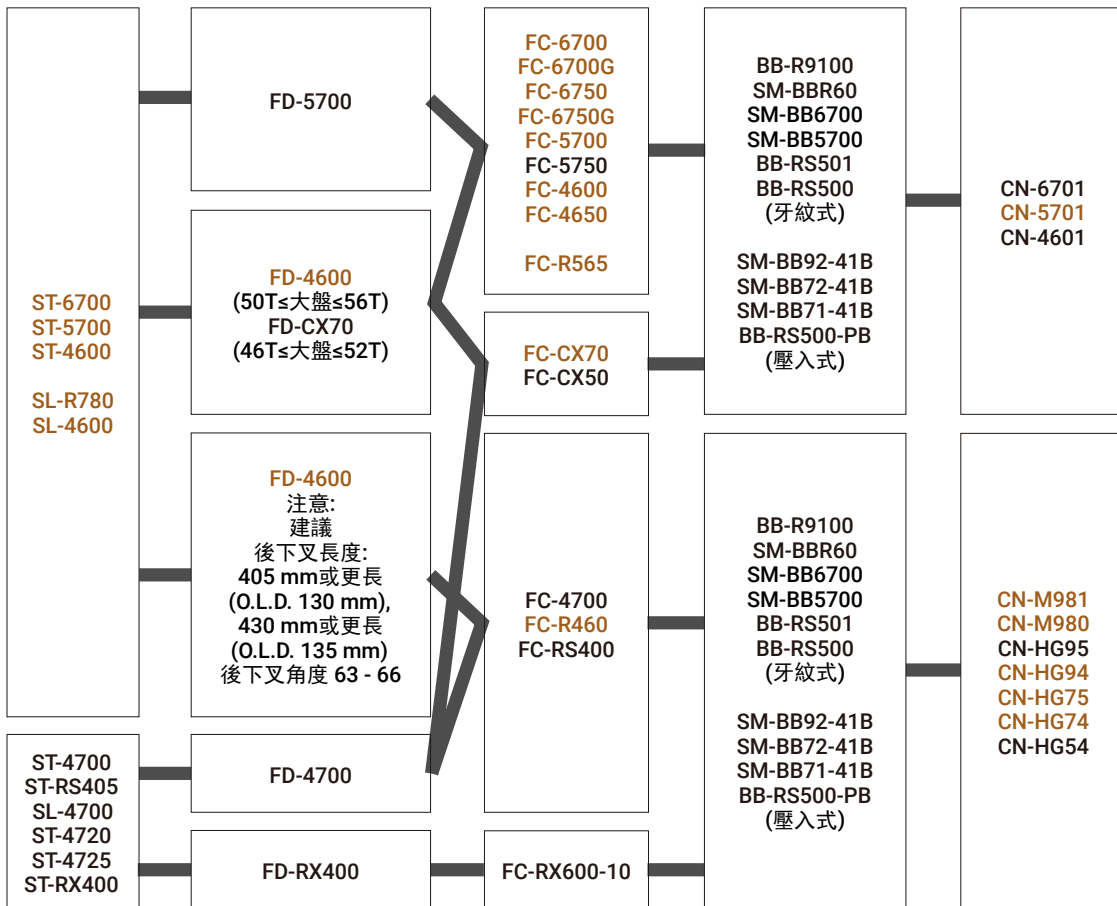 ST-6700
ST-5700
ST-4600
SL-R780
SL-4600
ST-4700
ST-RS405
SL-4700
ST-4720
ST-4725
ST-RX400
FD-5700
FD-4600
(50T≤大盤≤56T)
FD-CX70
(46T≤大盤≤52T)
FD-4600
注意:
建議
後下叉長度:
405 mm或更長
(O.L.D. 130 mm),
430 mm或更長
(O.L.D. 135 mm)
後下叉角度 63 - 66
FD-4700
FD-RX400
FC-6700
FC-6700G
FC-6750
FC-6750G
FC-5700
FC-5750
FC-4600
FC-4650
FC-R565
FC-CX70
FC-CX50
FC-4700
FC-R460
FC-RS400
FC-RX600-10
BB-R9100
SM-BBR60
SM-BB6700
SM-BB5700
BB-RS501
BB-RS500
(牙紋式)
SM-BB92-41B
SM-BB72-41B
SM-BB71-41B
BB-RS500-PB
(壓入式)
BB-R9100
SM-BBR60
SM-BB6700
SM-BB5700
BB-RS501
BB-RS500
(牙紋式)
SM-BB92-41B
SM-BB72-41B
SM-BB71-41B
BB-RS500-PB
(壓入式)
CN-6701
CN-5701
CN-4601
CN-M981
CN-M980
CN-HG95
CN-HG94
CN-HG75
CN-HG74
CN-HG54